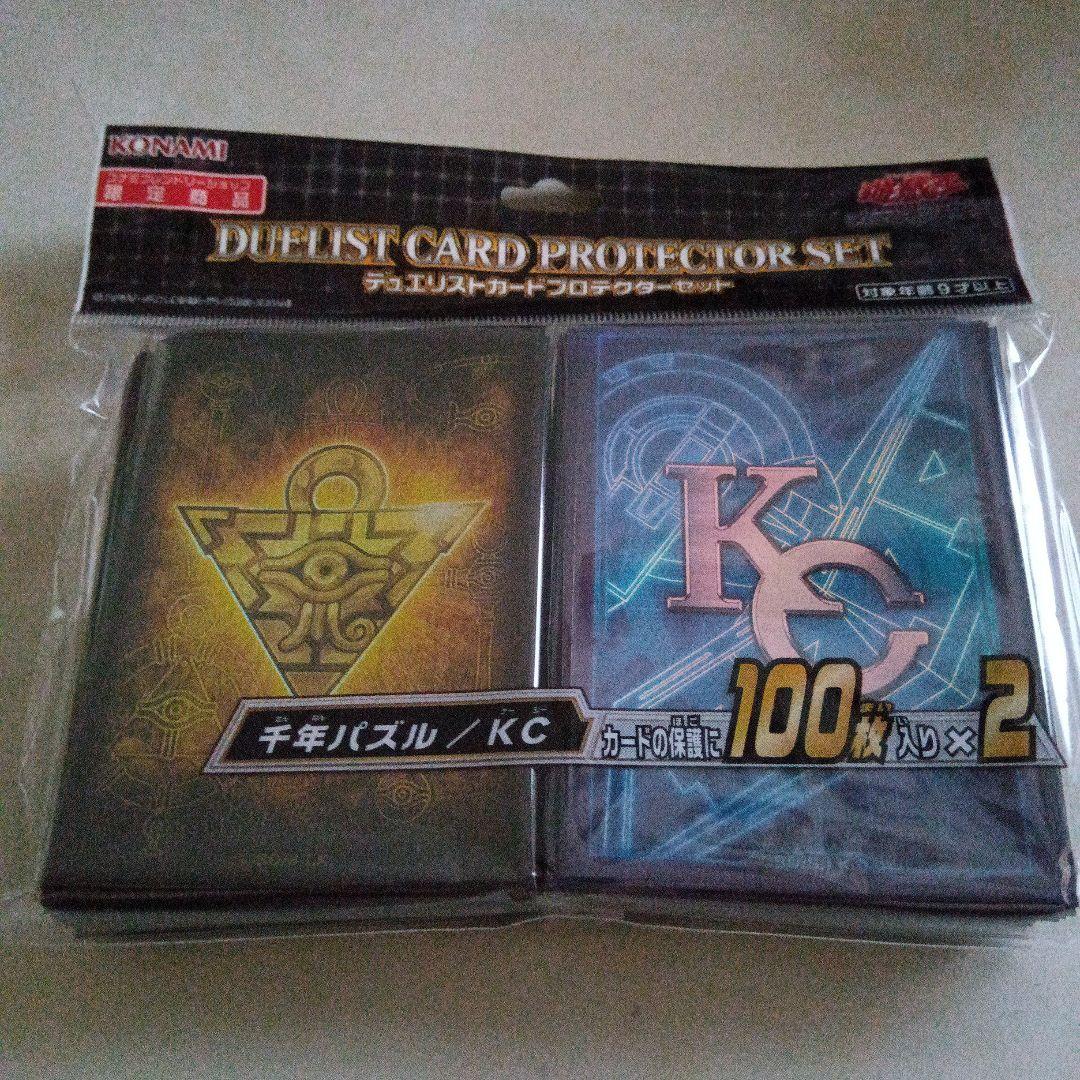 KONAMI
限定商品
DUELIST CARD PROTECTOR SET
デュエリストカードプロテクターセット
対象年齢9才以上
KC
千年パズル/KC
カードの保護に100枚入り×2